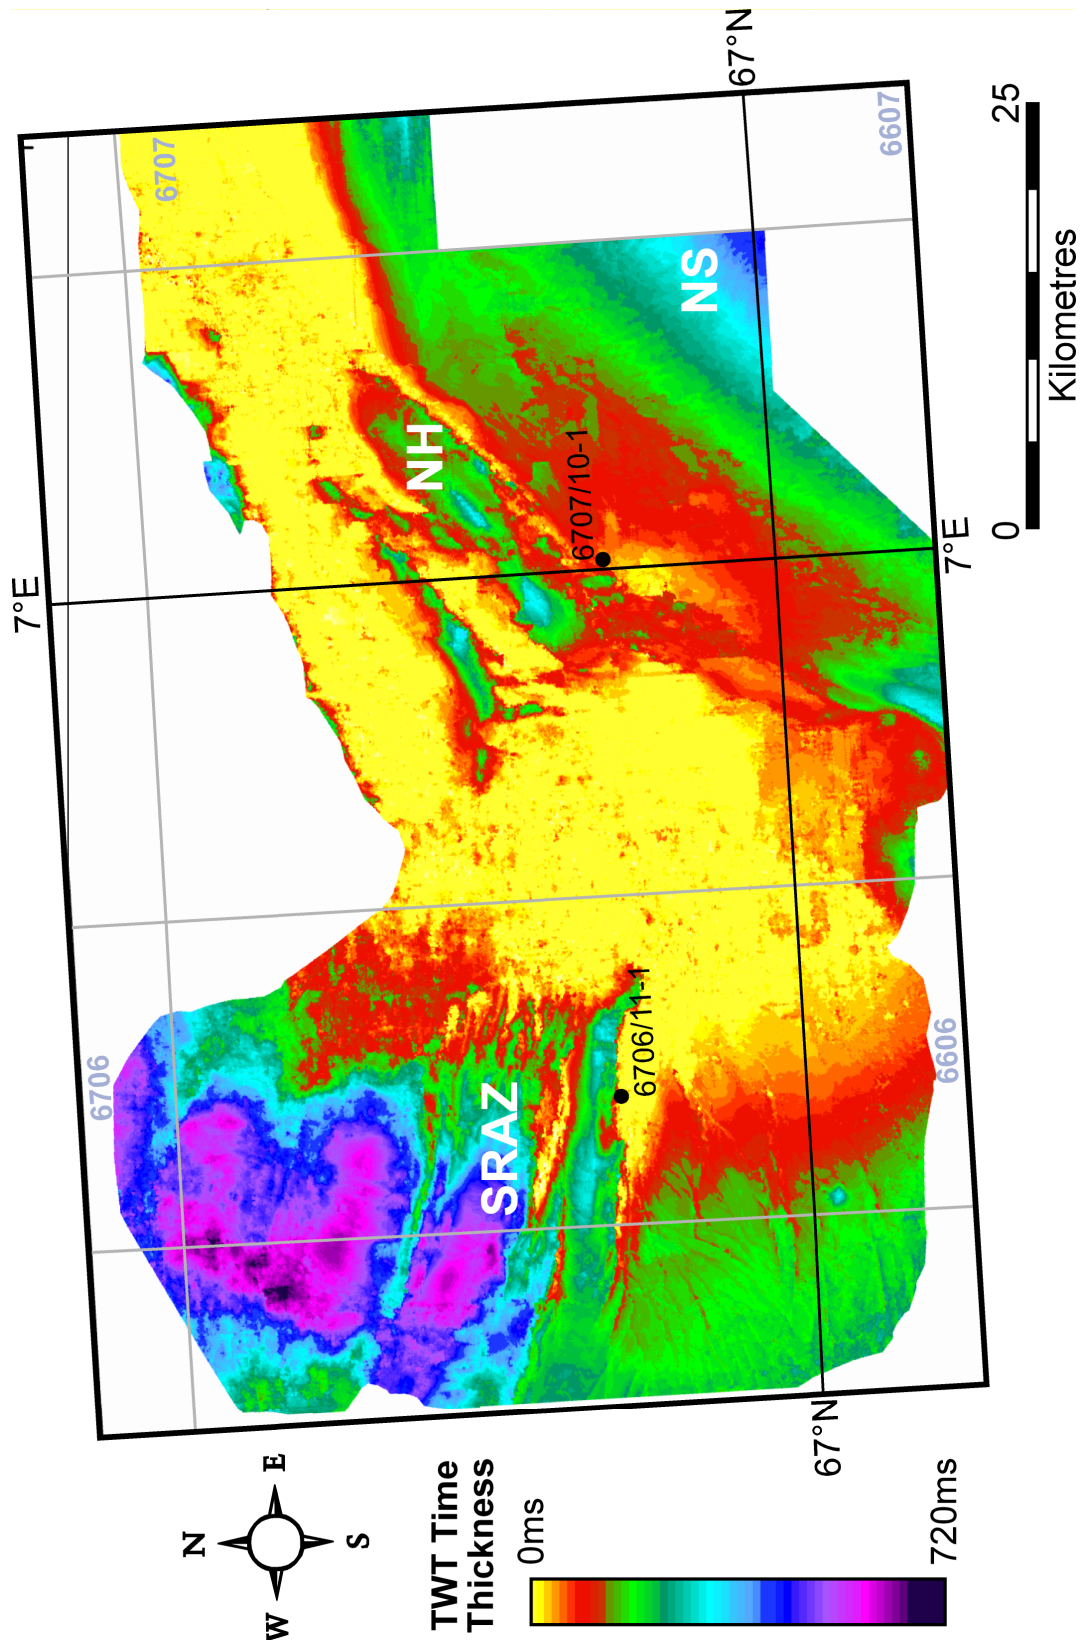 67°N
25
Kilometres
0
6707
6607
NS
NH
6707/10-1
7°E
7°E
6706/11-1
6706
6606
SRAZ
67°N
N
E
S
W
TWT Time
Thickness
0ms
720ms